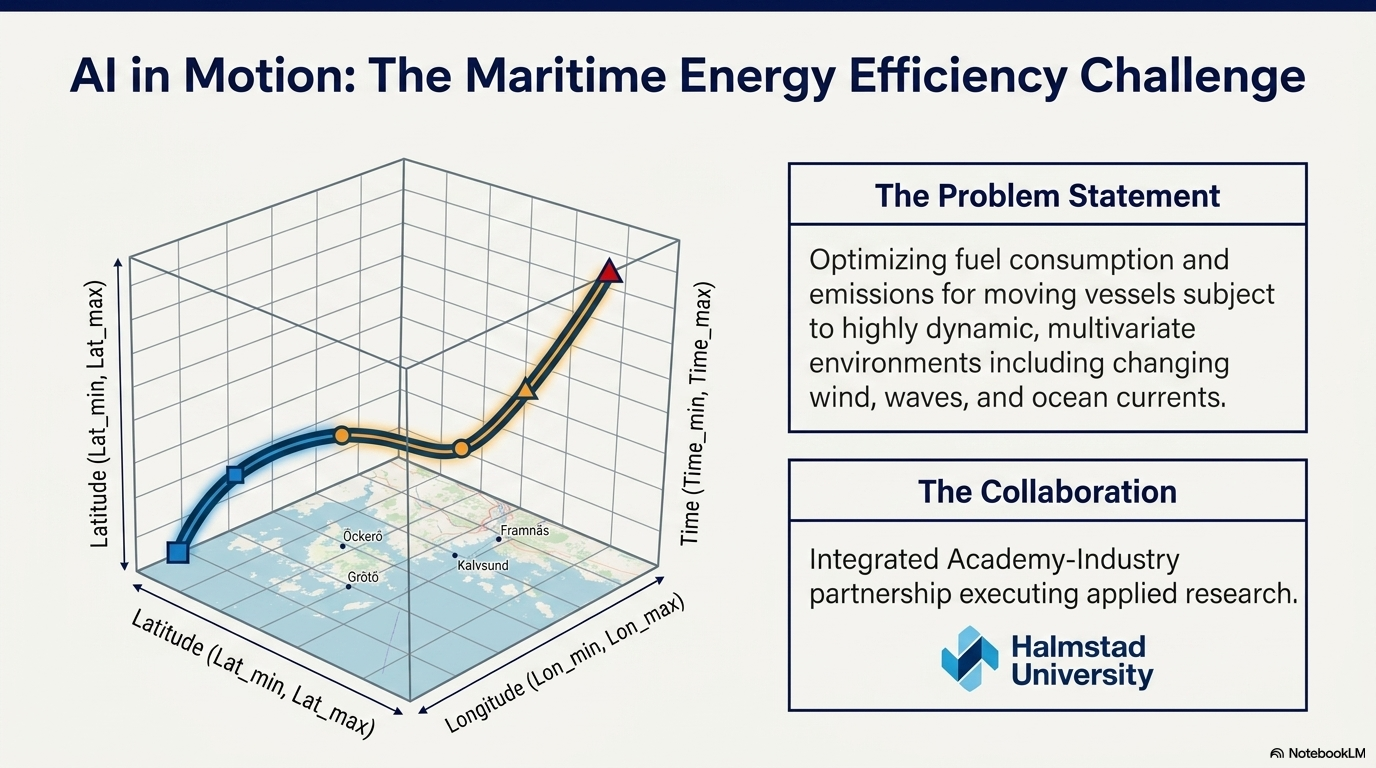 AI in Motion: The Maritime Energy Efficiency Challenge
Latitude (Lat_min, Lat_max)
Time (Time_min, Time_max)
Öckerö
Grötö
Kalvsund
Framnäs
Latitude (Lat_min, Lat_max)
Longitude (Lon_min, Lon_max)
The Problem Statement
Optimizing fuel consumption and
emissions for moving vessels subject
to highly dynamic, multivariate
environments including changing
wind, waves, and ocean currents.
The Collaboration
Integrated Academy-Industry
partnership executing applied research.
Halmstad
University
NotebookLM